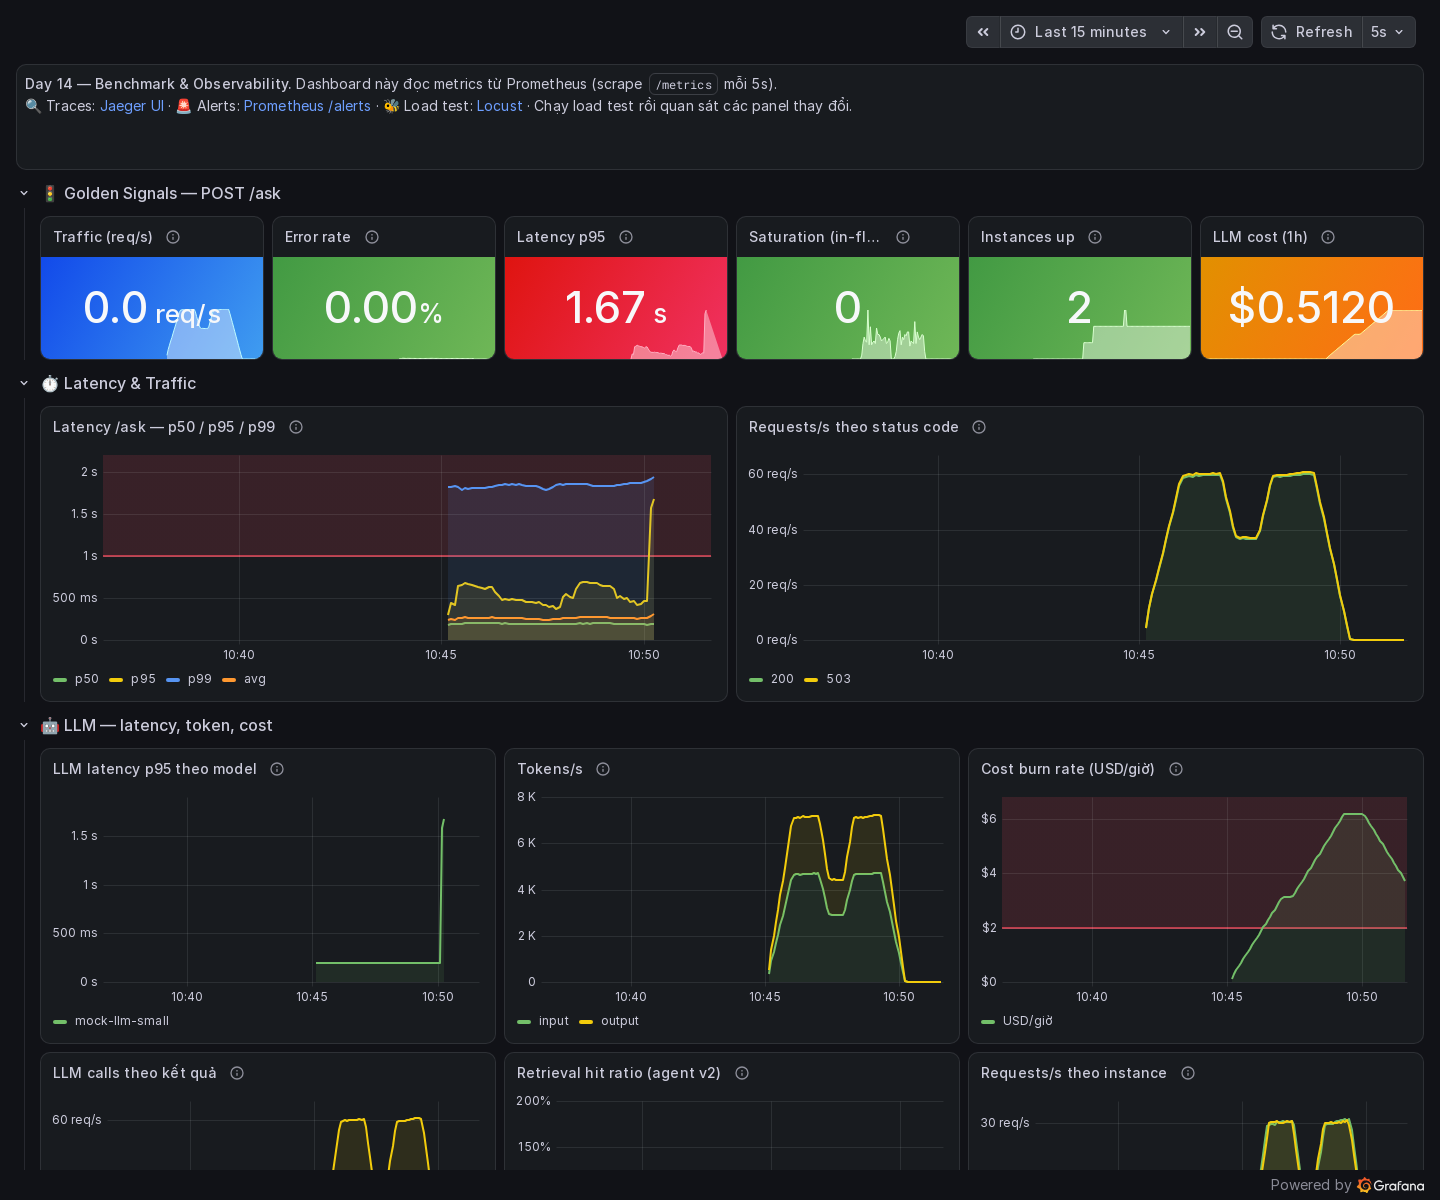 Last 15 minutes
Refresh
5s
Day 14 — Benchmark & Observability. Dashboard này đọc metrics từ Prometheus (scrape /metrics mỗi 5s).
🔍 Traces: Jaeger UI · 🚨 Alerts: Prometheus /alerts · 🐝 Load test: Locust · Chạy load test rồi quan sát các panel thay đổi.
🚦 Golden Signals — POST /ask
Traffic (req/s)
0.0 req/s
Error rate
0.00%
Latency p95
1.67 s
Saturation (in-fl...
0
Instances up
2
LLM cost (1h)
$0.5120
⏱️ Latency & Traffic
Latency /ask — p50 / p95 / p99
2 s
1.5 s
1 s
500 ms
0 s
10:40
10:45
10:50
p50
p95
p99
avg
Requests/s theo status code
60 req/s
40 req/s
20 req/s
0 req/s
10:40
10:45
10:50
200
503
🤖 LLM — latency, token, cost
LLM latency p95 theo model
1.5 s
1 s
500 ms
0 s
10:40
10:45
10:50
mock-llm-small
Tokens/s
8 K
6 K
4 K
2 K
0
10:40
10:45
10:50
input
output
Cost burn rate (USD/giờ)
$6
$4
$2
$0
10:40
10:45
10:50
USD/giờ
LLM calls theo kết quả
60 req/s
Retrieval hit ratio (agent v2)
200%
150%
Requests/s theo instance
30 req/s
Powered by Grafana